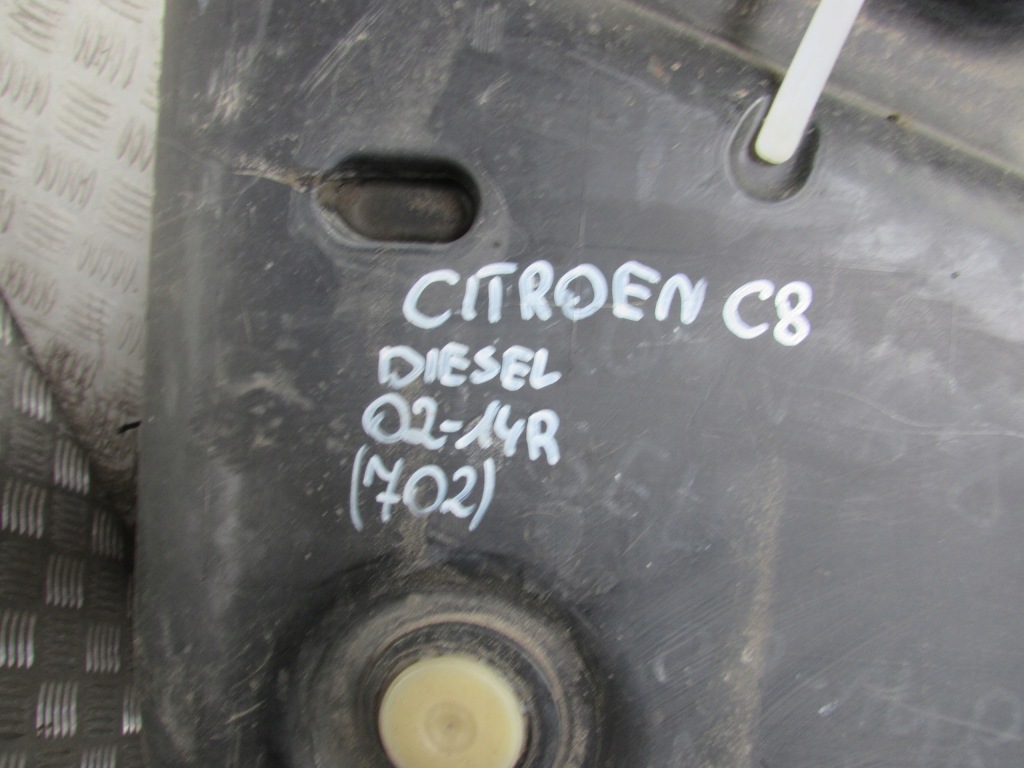 CITROEN C8
DIESEL
02-14R
(702)